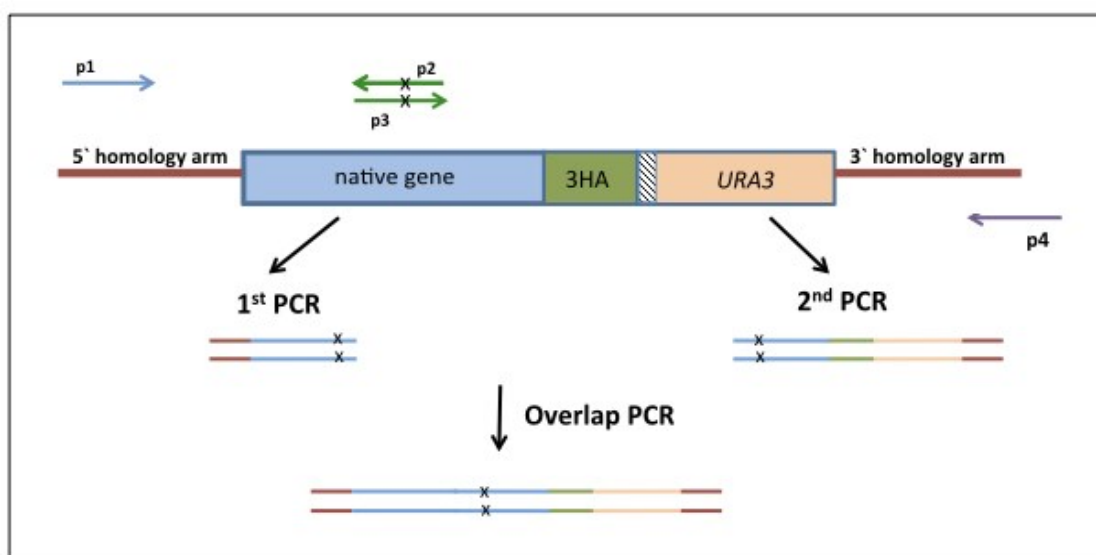 p1
p2
p3
5` homology arm
native gene
3HA
URA3
3` homology arm
p4
1st PCR
2nd PCR
Overlap PCR